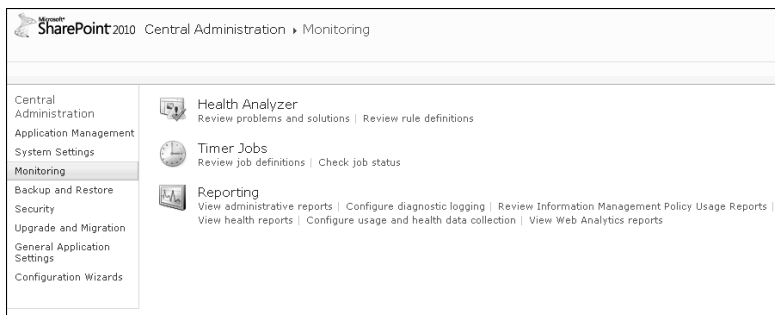 Microsoft®
SharePoint 2010 Central Administration ▸ Monitoring
Central
Administration
Application Management
System Settings
Monitoring
Backup and Restore
Security
Upgrade and Migration
General Application
Settings
Configuration Wizards
Health Analyzer
Review problems and solutions | Review rule definitions
Timer Jobs
Review job definitions | Check job status
Reporting
View administrative reports | Configure diagnostic logging | Review Information Management Policy Usage Reports |
View health reports | Configure usage and health data collection | View Web Analytics reports